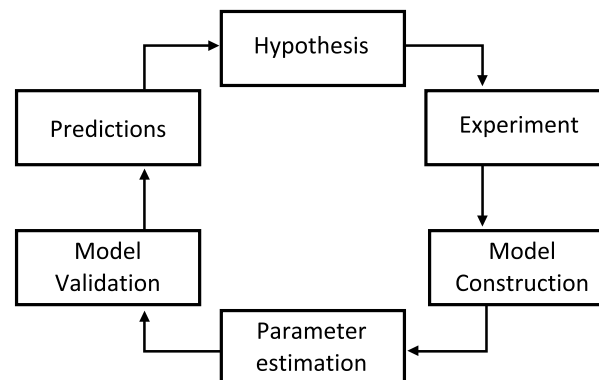 Hypothesis
Experiment
Model
Construction
Parameter
estimation
Model
Validation
Predictions